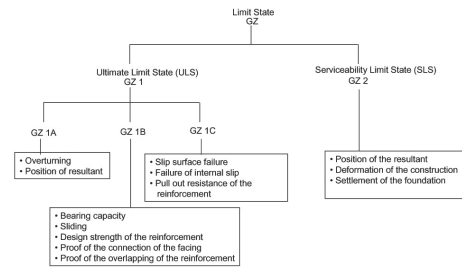 Limit State
GZ
Ultimate Limit State (ULS)
GZ 1
Serviceability Limit State (SLS)
GZ 2
GZ 1A
GZ 1B
GZ 1C
• Overturning
• Position of resultant
• Slip surface failure
• Failure of internal slip
• Pull out resistance of the
reinforcement
• Position of the resultant
• Deformation of the construction
• Settlement of the foundation
• Bearing capacity
• Sliding
• Design strength of the reinforcement
• Proof of the connection of the facing
• Proof of the overlapping of the reinforcement